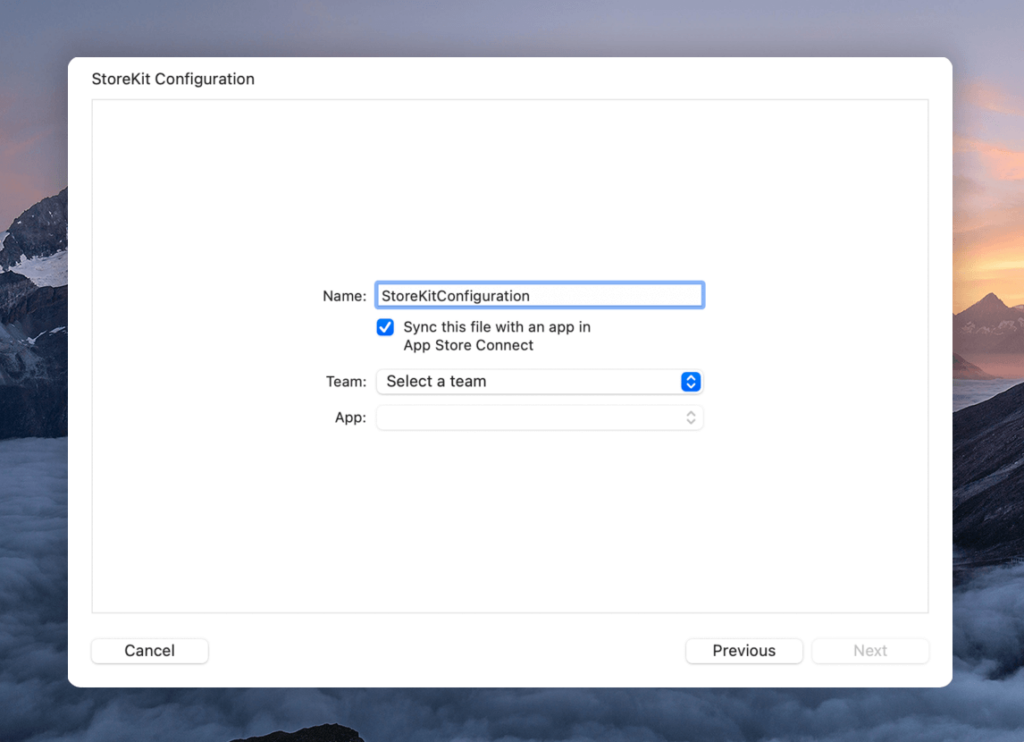 StoreKit Configuration
Name: StoreKitConfiguration
Sync this file with an app in
App Store Connect
Team: Select a team
App:
Cancel
Previous
Next